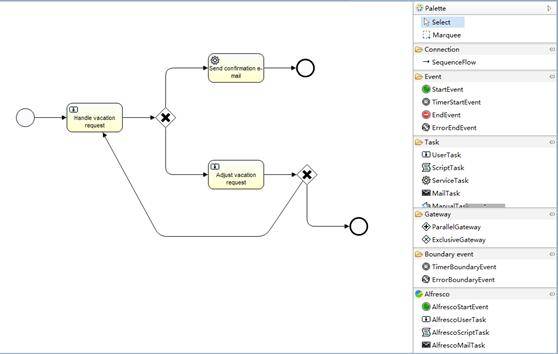 Send confirmation e-
mail
Handle vacation
request
Adjust vacation
request
Palette
Select
Marquee
Connection
SequenceFlow
Event
StartEvent
TimerStartEvent
EndEvent
ErrorEndEvent
Task
UserTask
ScriptTask
ServiceTask
MailTask
ManualTask
Gateway
ParallelGateway
ExclusiveGateway
Boundary event
TimerBoundaryEvent
ErrorBoundaryEvent
Alfresco
AlfrescoStartEvent
AlfrescoUserTask
AlfrescoScriptTask
AlfrescoMailTask